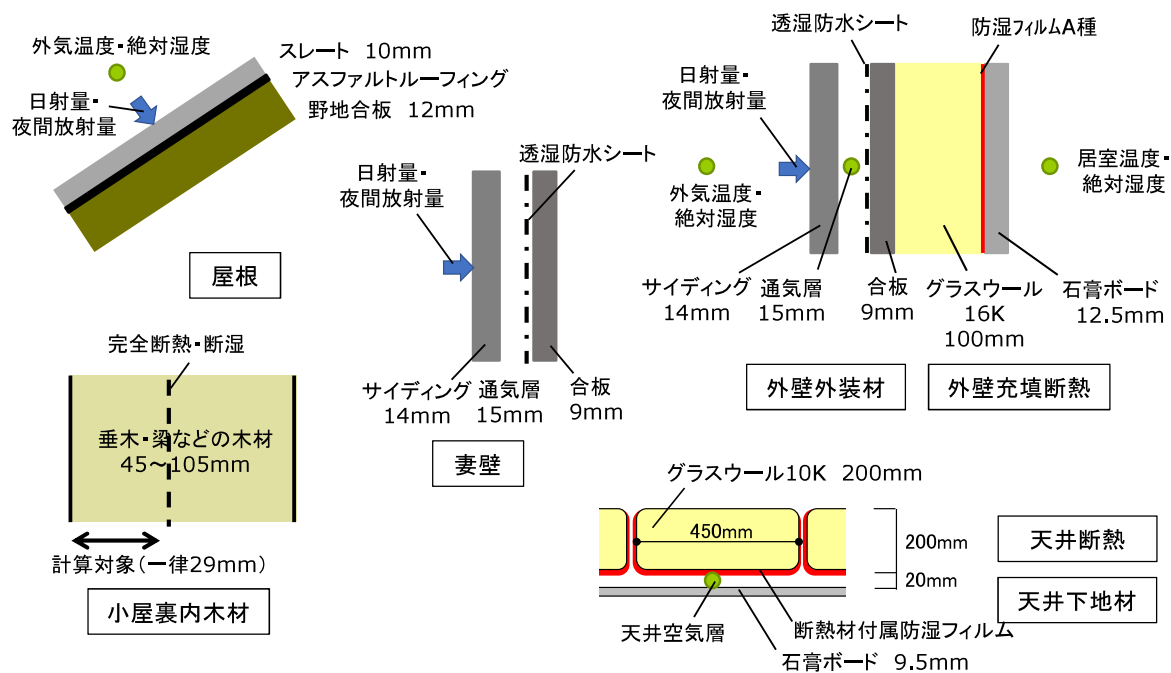 外気温度・絶対湿度
日射量・
夜間放射量
スレート 10mm
アスファルトルーフィング
野地合板 12mm
屋根
日射量・
夜間放射量
透湿防水シート
サイディング
14mm
通気層
15mm
合板
9mm
妻壁
透湿防水シート
防湿フィルムA種
日射量・
夜間放射量
外気温度・
絶対湿度
居室温度・
絶対湿度
サイディング
14mm
通気層
15mm
合板
9mm
グラスウール
16K
100mm
石膏ボード
12.5mm
外壁外装材
外壁充填断熱
完全断熱・断湿
垂木・梁などの木材
45～105mm
計算対象(一律29mm)
小屋裏内木材
グラスウール10K 200mm
450mm
200mm
20mm
天井断熱
天井下地材
天井空気層
断熱材付属防湿フィルム
石膏ボード 9.5mm